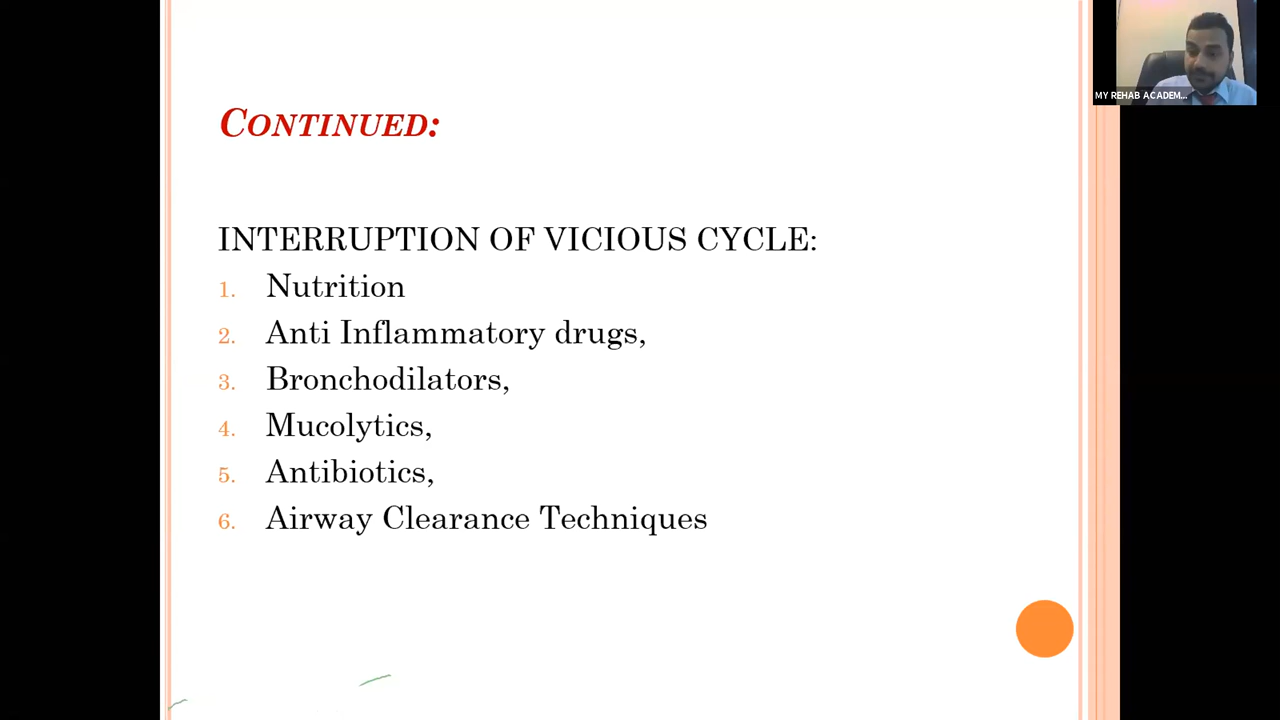 CONTINUED:
MY REHAB ACADEM...
INTERRUPTION OF VICIOUS CYCLE:
1. Nutrition
2. Anti Inflammatory drugs,
3. Bronchodilators,
4. Mucolytics,
5. Antibiotics,
6. Airway Clearance Techniques